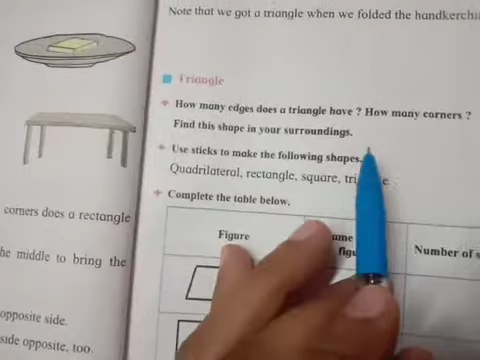 Note that we got a triangle when we folded the
Triangle
How many edges does a triangle have ? How many corners ?
Find this shape in your surroundings.
Use sticks to make the following shapes.
Quadrilateral, rectangle, square,
Complete the table below.
Figure
Number of
corners does a rectangle
the middle to bring the
opposite side.
side opposite, too.